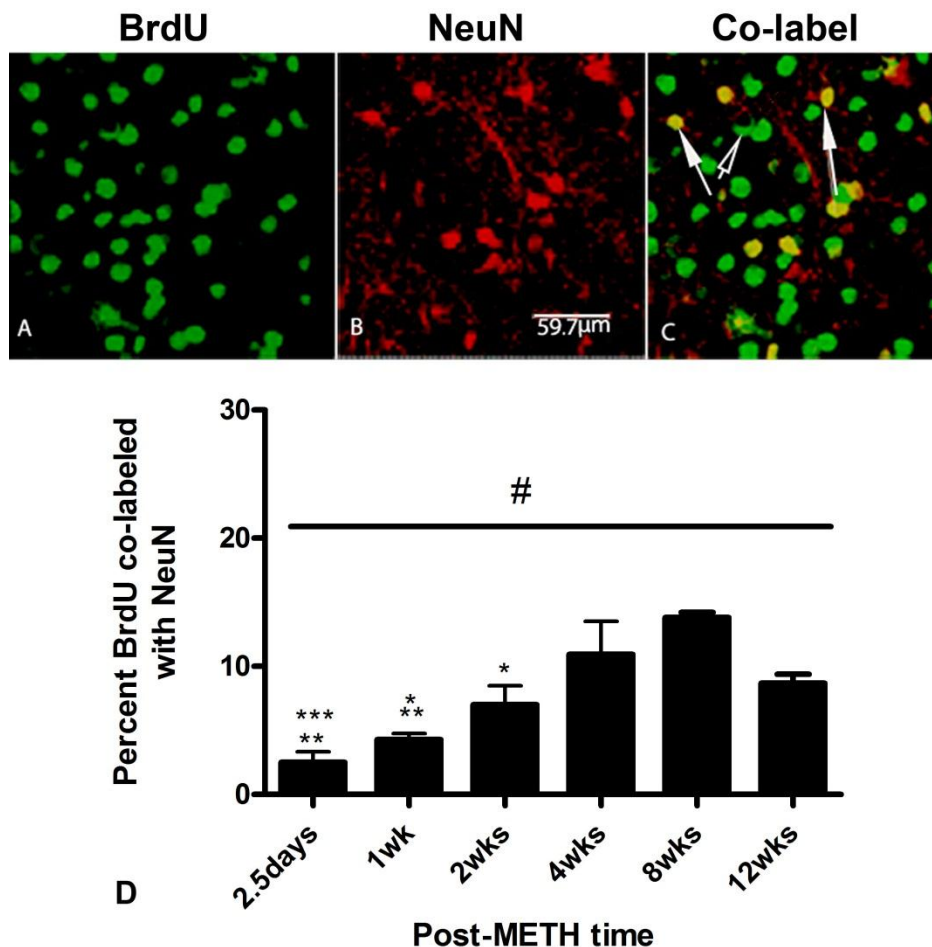 BrdU NeuN Co-label
A B 59.7µm C
30
20
10
0
Percent BrdU co-labeled
with NeuN
#
***
**
*
**
*
2.5days 1wk 2wks 4wks 8wks 12wks
D
Post-METH time